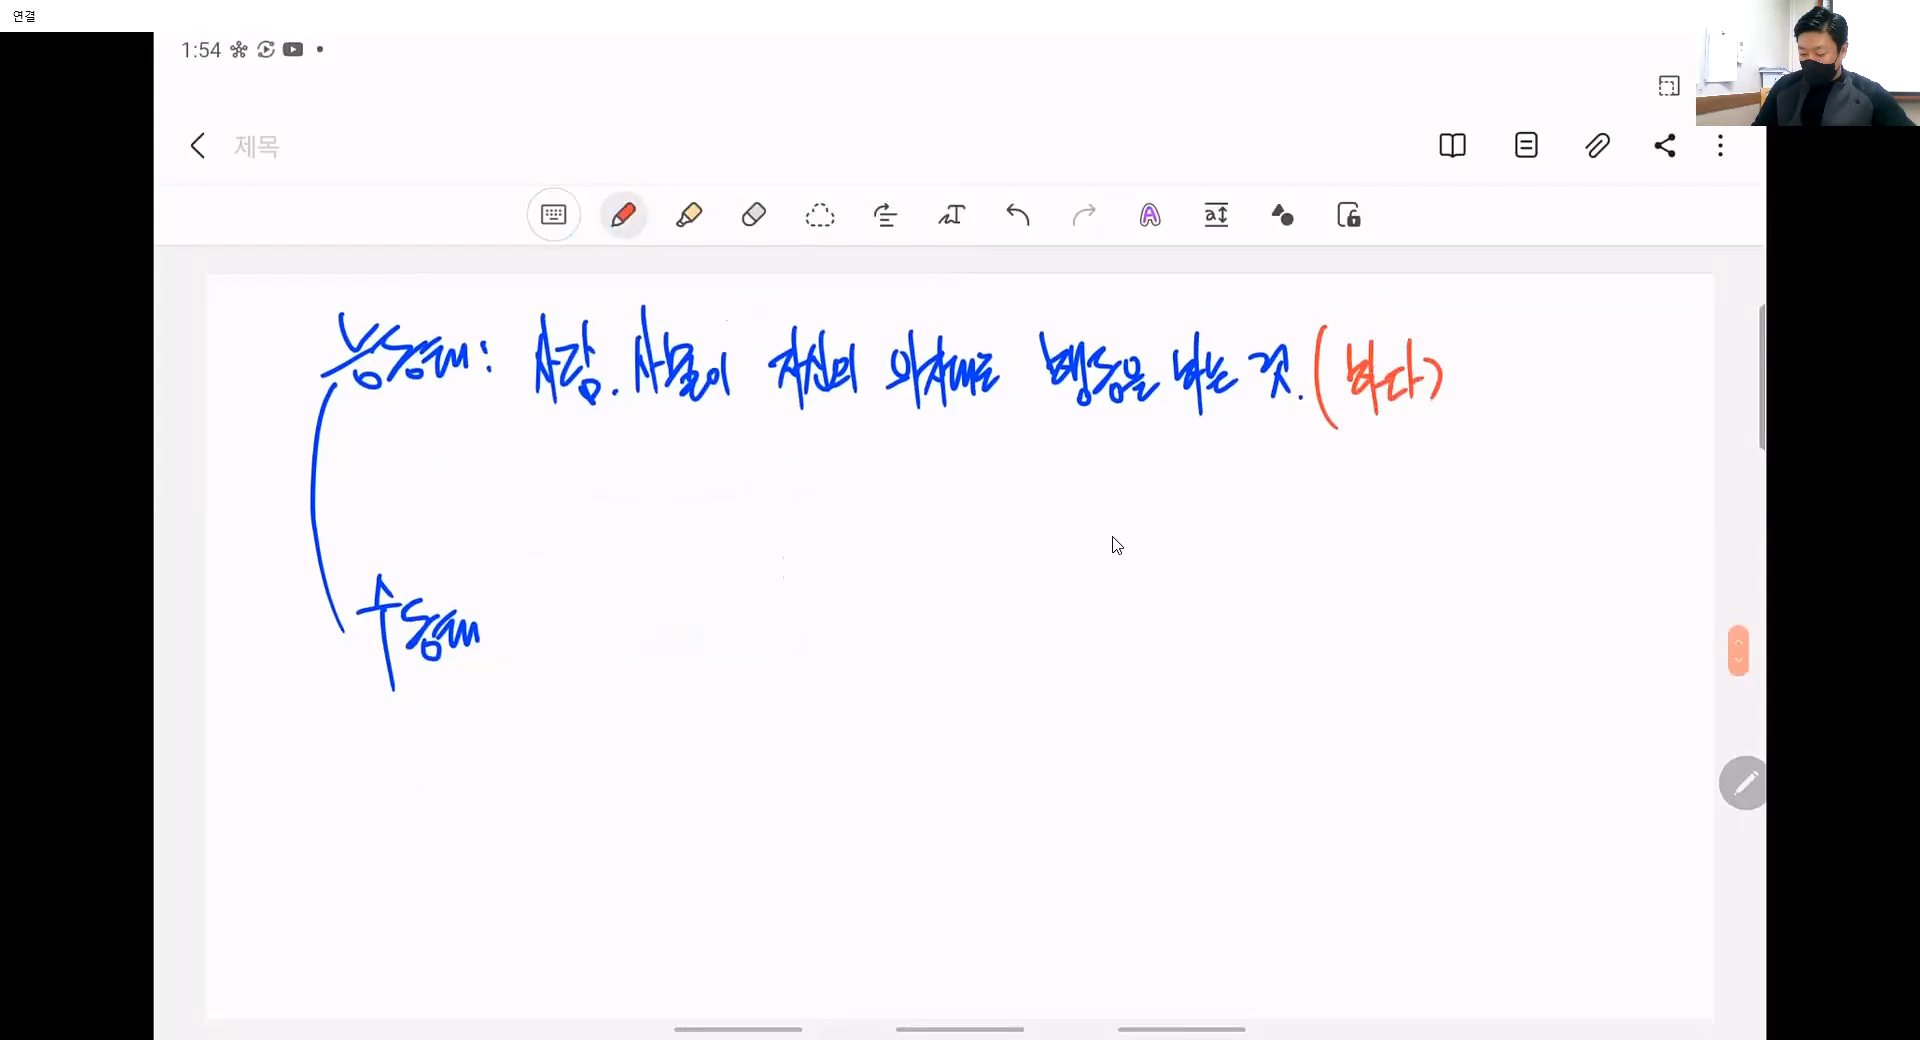 연결
1:54
제목
능동태: 사람. 사물이 자신의 의지대로 행동을 하는 것. (하다)
수동태